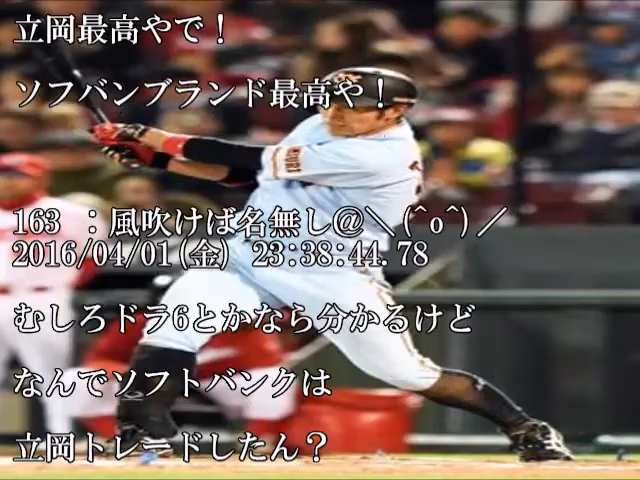 立岡最高やで！
ソフバンブランド最高や！
163 ：風吹けば名無し＠＼(^o^)／
2016/04/01(金) 23:38:44.78
むしろドラ6とかなら分かるけど
なんでソフトバンクは
立岡トレードしたん？